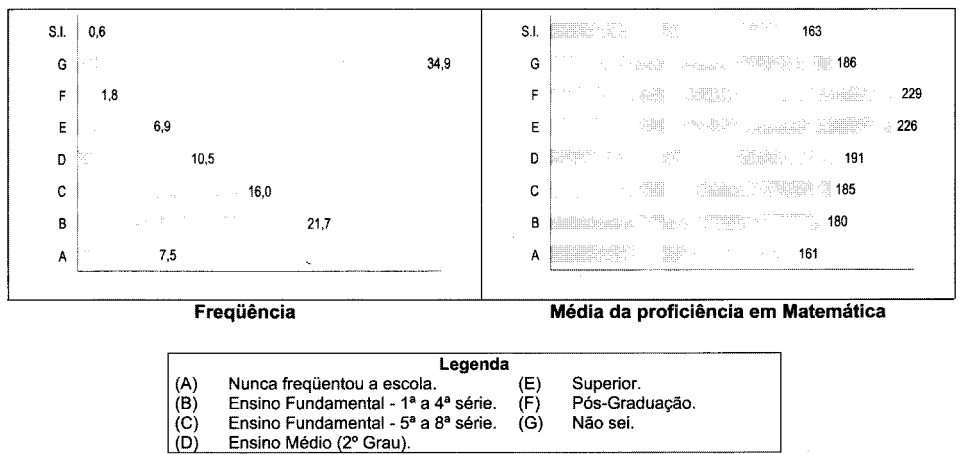 S.I. 0,6
G 34,9
F 1,8
E 6,9
D 10,5
C 16,0
B 21,7
A 7,5
Freqüência
S.I. 163
G 186
F 229
E 226
D 191
C 185
B 180
A 161
Média da proficiência em Matemática
Legenda
(A) Nunca freqüentou a escola. (E) Superior.
(B) Ensino Fundamental - 1ª a 4ª série. (F) Pós-Graduação.
(C) Ensino Fundamental - 5ª a 8ª série. (G) Não sei.
(D) Ensino Médio (2º Grau).